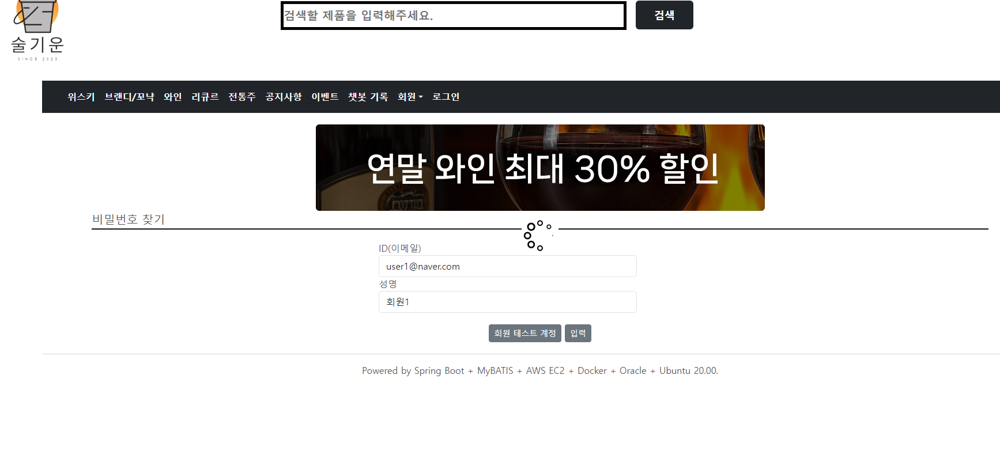 검색할 제품을 입력해주세요.
검색
술기운
SINCE 2023
위스키 브랜디/꼬냑 와인 리큐르 전통주 공지사항 이벤트 챗봇 기록 회원 로그인
연말 와인 최대 30% 할인
비밀번호 찾기
ID(이메일)
user1@naver.com
성명
회원1
회원 테스트 계정 입력
Powered by Spring Boot + MyBATIS + AWS EC2 + Docker + Oracle + Ubuntu 20.00.